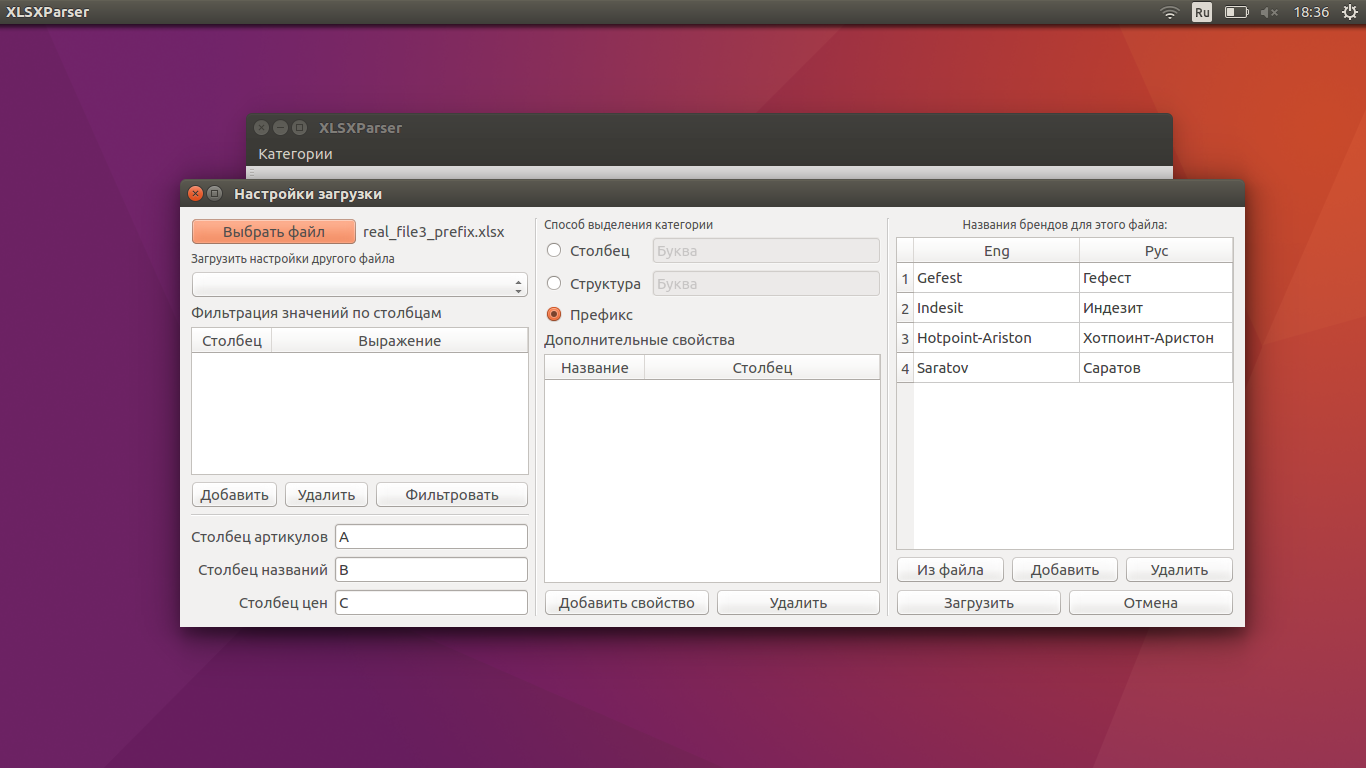 XLSXParser
Ru
18:36
XLSXParser
Категории
Настройки загрузки
Выбрать файл real_file3_prefix.xlsx
Загрузить настройки другого файла
Фильтрация значений по столбцам
Столбец Выражение
Добавить Удалить Фильтровать
Столбец артикулов A
Столбец названий B
Столбец цен C
Способ выделения категории
Столбец Буква
Структура Буква
Префикс
Дополнительные свойства
Название Столбец
Добавить свойство Удалить
Названия брендов для этого файла:
Eng Рус
1 Gefest Гефест
2 Indesit Индезит
3 Hotpoint-Ariston Хотпоинт-Аристон
4 Saratov Саратов
Из файла Добавить Удалить
Загрузить Отмена